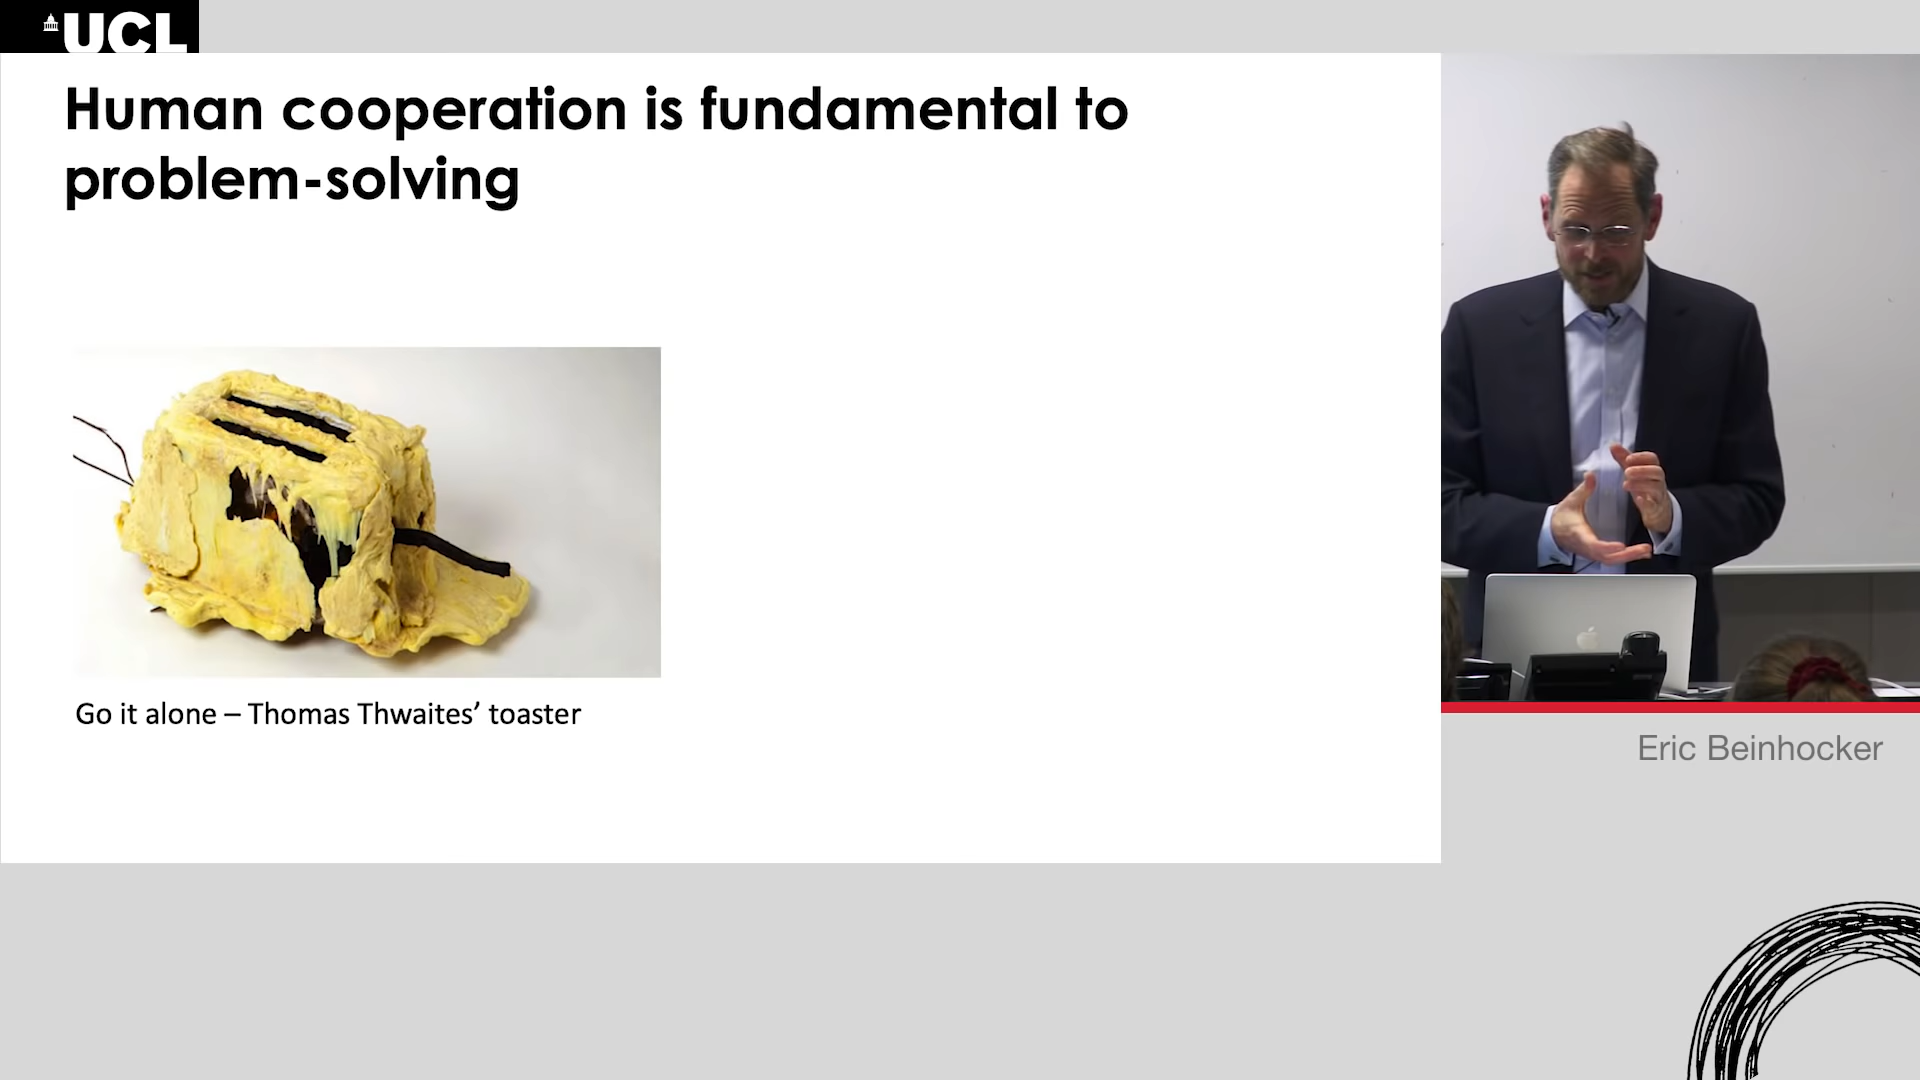 UCL
Human cooperation is fundamental to
problem-solving
Go it alone – Thomas Thwaites’ toaster
Eric Beinhocker